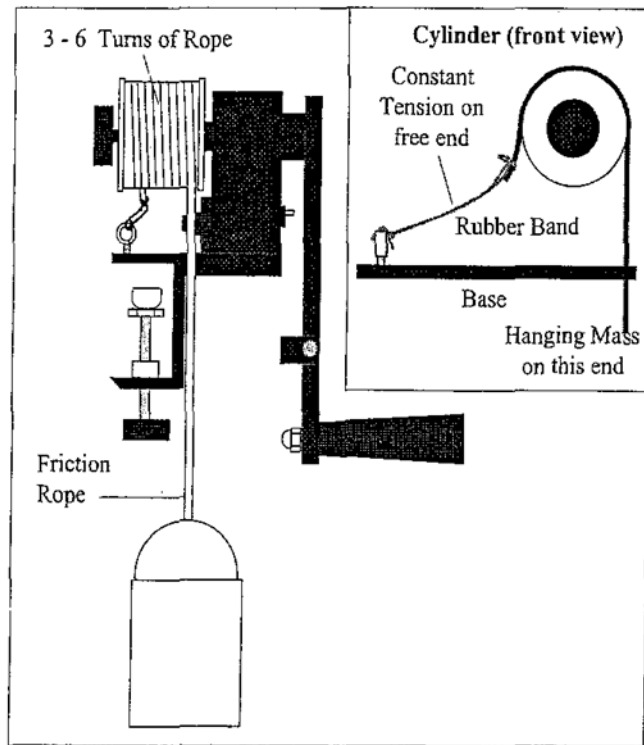 3 - 6 Turns of Rope
Cylinder (front view)
Constant
Tension on
free end
Rubber Band
Base
Hanging Mass
on this end
Friction
Rope